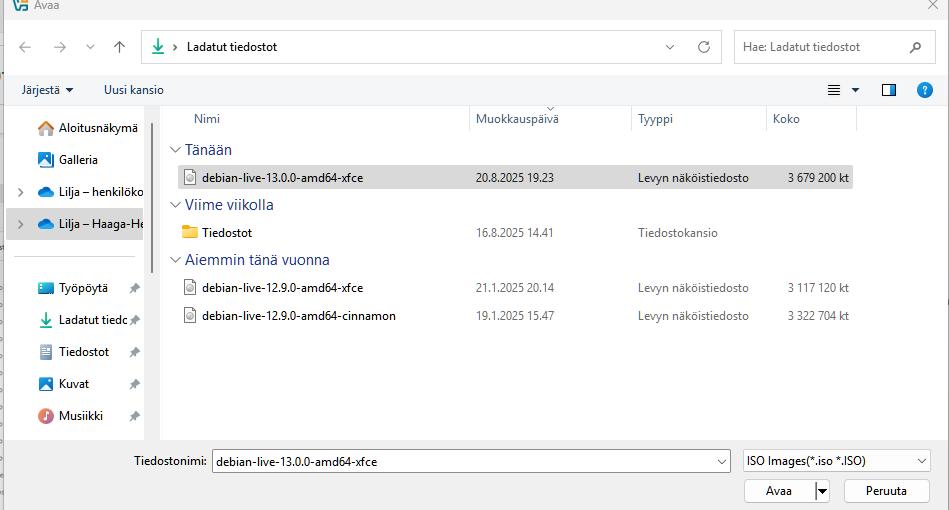 Avaa
Ladatut tiedostot
Hae: Ladatut tiedostot
Järjestä
Uusi kansio
Aloitusnäkymä
Galleria
Lilja – henkilöko
Lilja – Haaga-He
Työpöytä
Ladatut tiedo
Tiedostot
Kuvat
Musiikki
Nimi Muokkauspäivä Tyyppi Koko
Tänään
debian-live-13.0.0-amd64-xfce 20.8.2025 19.23 Levyn näköistiedosto 3 679 200 kt
Viime viikolla
Tiedostot 16.8.2025 14.41 Tiedostokansio
Aiemmin tänä vuonna
debian-live-12.9.0-amd64-xfce 21.1.2025 20.14 Levyn näköistiedosto 3 117 120 kt
debian-live-12.9.0-amd64-cinnamon 19.1.2025 15.47 Levyn näköistiedosto 3 322 704 kt
Tiedostonimi: debian-live-13.0.0-amd64-xfce ISO Images(*.iso *.ISO)
Avaa Peruuta